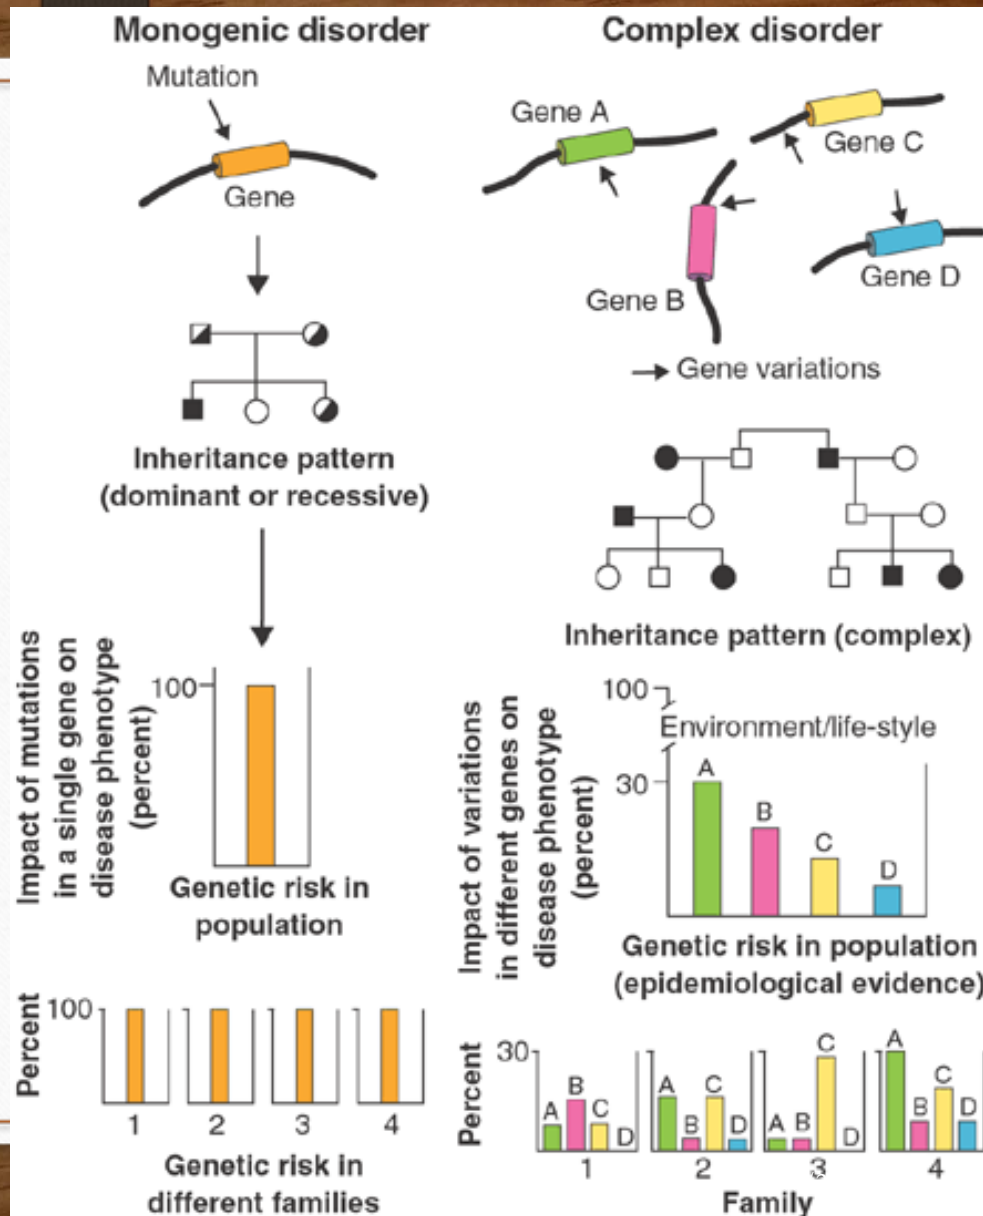 Monogenic disorder
Mutation
Gene
Inheritance pattern
(dominant or recessive)
Impact of mutations
in a single gene on
disease phenotype
(percent)
100
Genetic risk in
population
Percent
100
1 2 3 4
Genetic risk in
different families
Complex disorder
Gene A
Gene C
Gene B
Gene D
Gene variations
Inheritance pattern (complex)
Impact of variations
in different genes on
disease phenotype
(percent)
100
Environment/life-style
30
A
B
C
D
Genetic risk in population
(epidemiological evidence)
Percent
30
A B C D
A B C D
A B C D
A B C D
1 2 3 4
Family